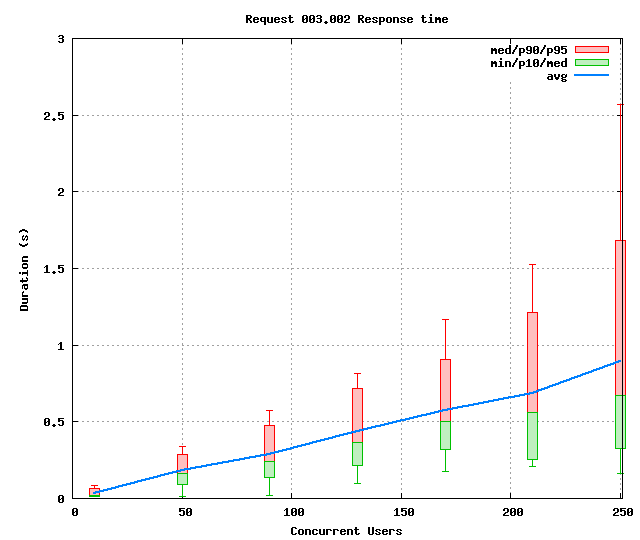 Request 003.002 Response time
3
med/p90/p95
min/p10/med
avg
2.5
2
Duration (s)
1.5
1
0.5
0
0 50 100 150 200 250
Concurrent Users